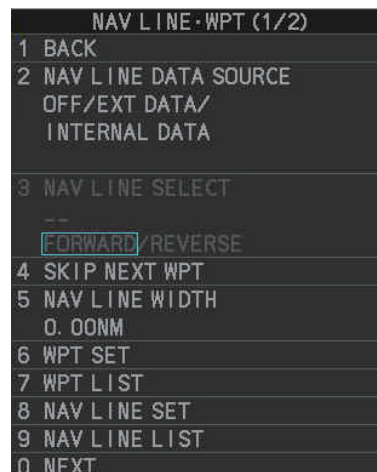 NAV LINE·WPT (1/2)
1 BACK
2 NAV LINE DATA SOURCE
OFF/EXT DATA/
INTERNAL DATA
3 NAV LINE SELECT
--
FORWARD/REVERSE
4 SKIP NEXT WPT
5 NAV LINE WIDTH
0.00NM
6 WPT SET
7 WPT LIST
8 NAV LINE SET
9 NAV LINE LIST
0 NEXT